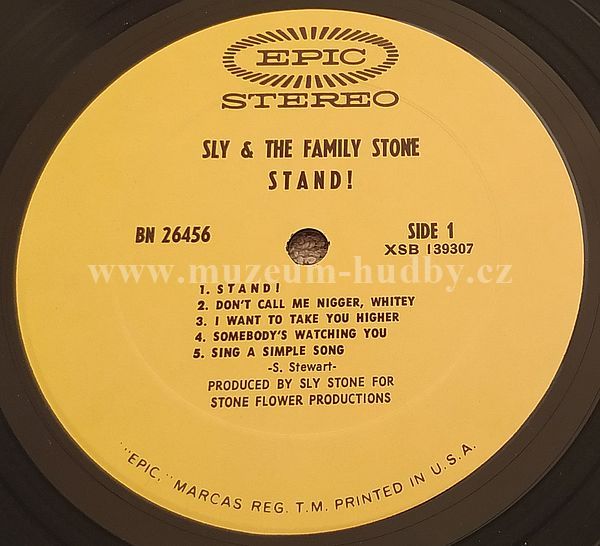 EPIC
STEREO
SLY & THE FAMILY STONE
STAND!
BN 26456
SIDE 1
XSB 139307
www.muzeum-hudby.cz
1. STAND!
2. DON'T CALL ME NIGGER, WHITEY
3. I WANT TO TAKE YOU HIGHER
4. SOMEBODY'S WATCHING YOU
5. SING A SIMPLE SONG
-S. Stewart-
PRODUCED BY SLY STONE FOR
STONE FLOWER PRODUCTIONS
"EPIC," MARCAS REG. T.M. PRINTED IN U.S.A.